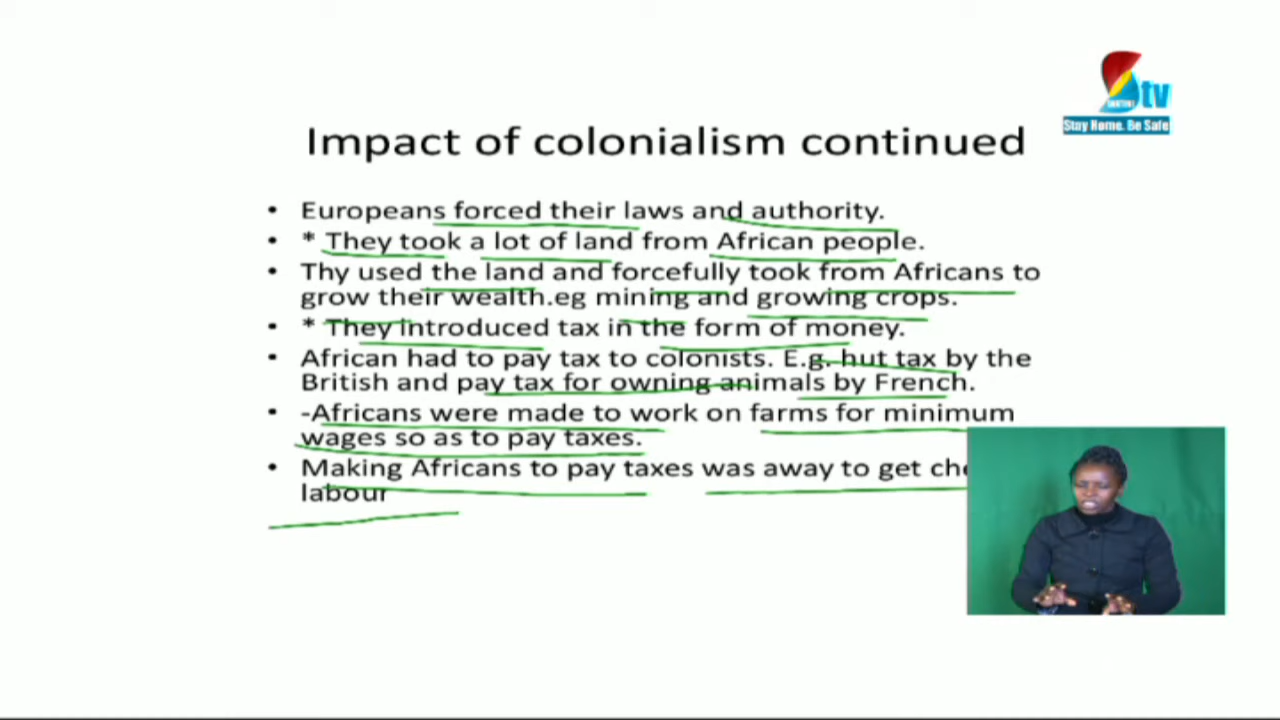 tv
Stay Home. Be Safe
Impact of colonialism continued
• Europeans forced their laws and authority.
• * They took a lot of land from African people.
• Thy used the land and forcefully took from Africans to
grow their wealth.eg mining and growing crops.
• * They introduced tax in the form of money.
• African had to pay tax to colonists. E.g. hut tax by the
British and pay tax for owning animals by French.
• -Africans were made to work on farms for minimum
wages so as to pay taxes.
• Making Africans to pay taxes was away to get
labour